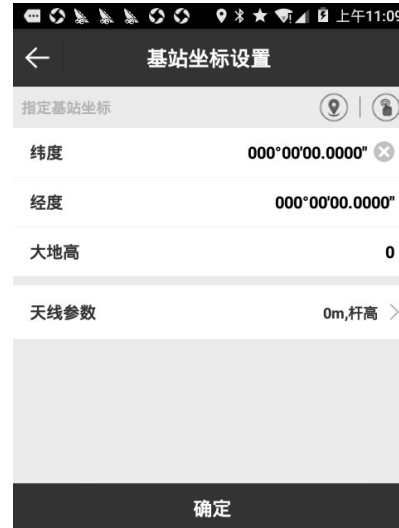 上午11:09
基站坐标设置
指定基站坐标
纬度 000°00'00.0000"
经度 000°00'00.0000"
大地高 0
天线参数 0m,杆高
确定